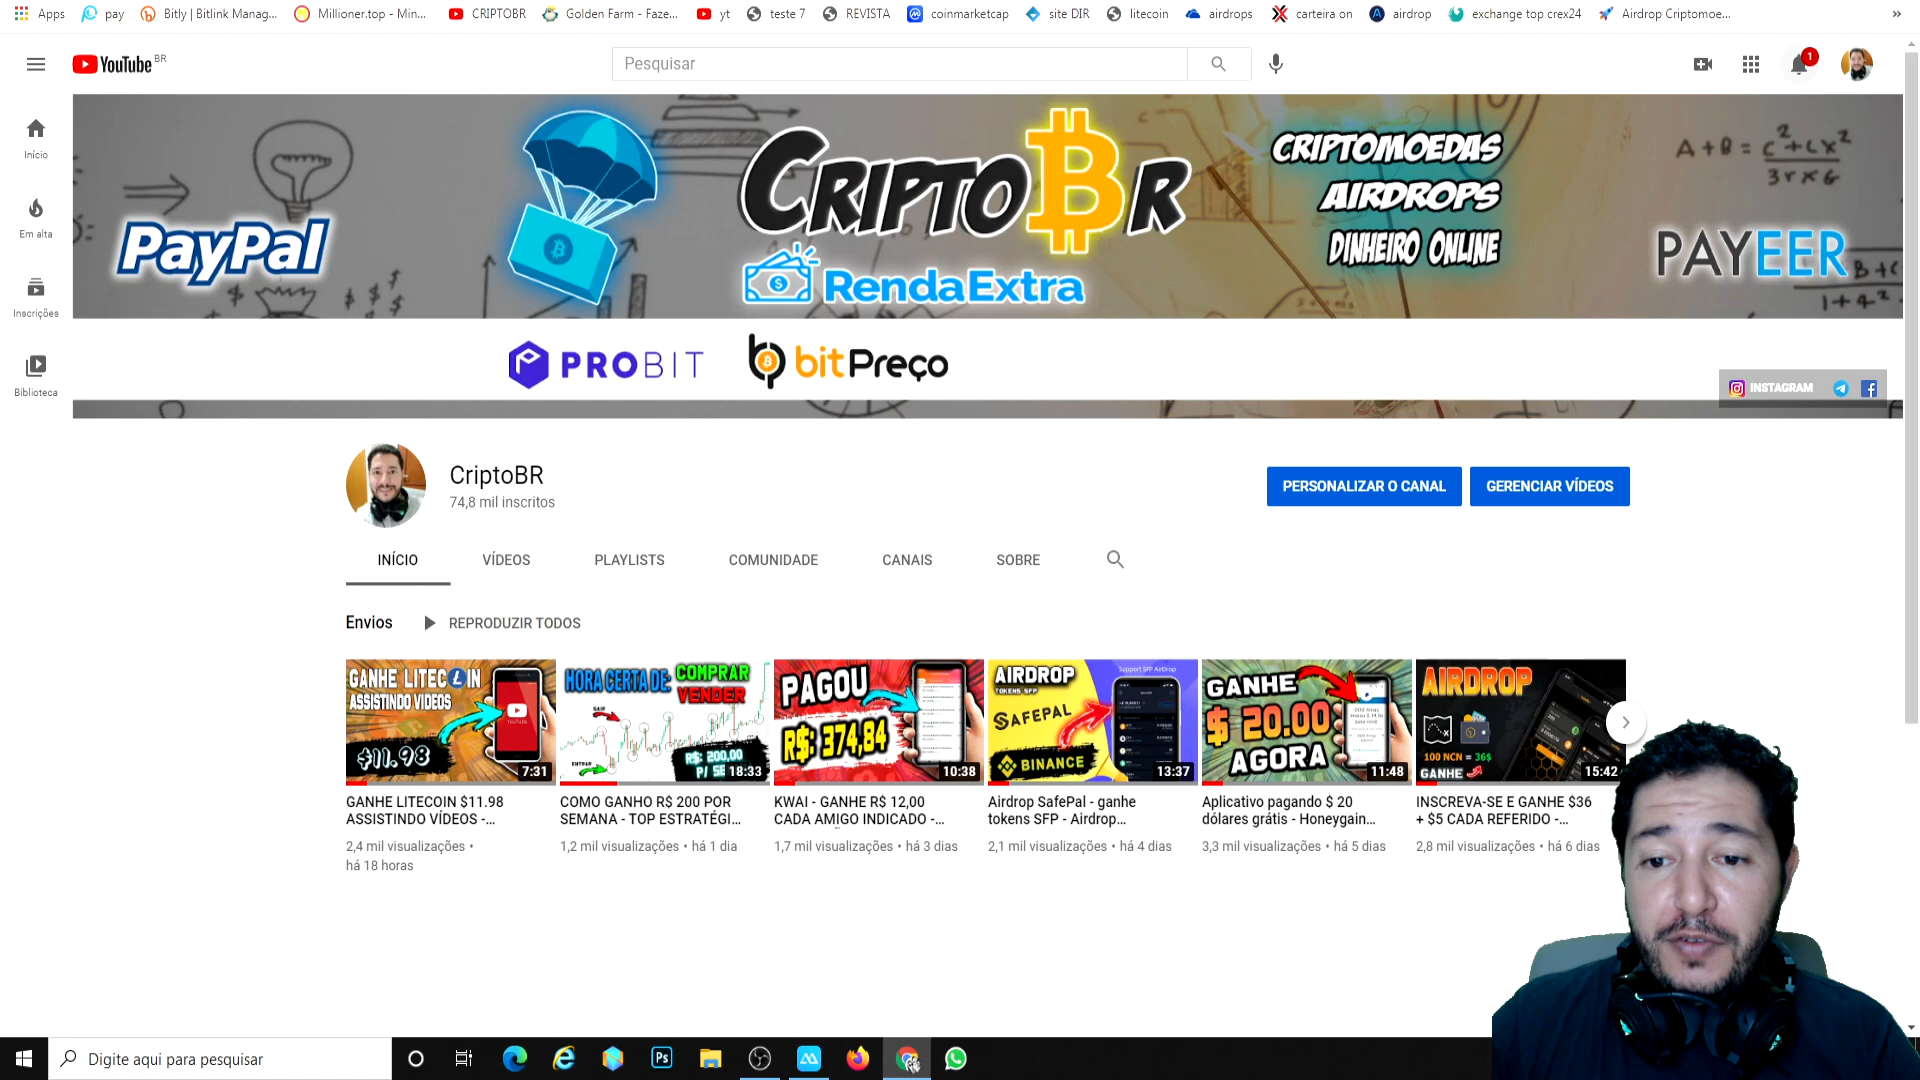 Apps
pay
Bitly | Bitlink Manag...
Millioner.top - Min...
CRIPTOBR
Golden Farm - Faze...
yt
teste 7
REVISTA
coinmarketcap
site DIR
litecoin
airdrops
carteira on
airdrop
exchange top crex24
Airdrop Criptomoe...
»
YouTube BR
Pesquisar
1
Início
Em alta
Inscrições
Biblioteca
PayPal
CRIPTOBR
RendaExtra
CRIPTOMOEDAS
AIRDROPS
DINHEIRO ONLINE
PAYEER
PROBIT
bitPreço
INSTAGRAM
CriptoBR
74,8 mil inscritos
PERSONALIZAR O CANAL
GERENCIAR VÍDEOS
INÍCIO
VÍDEOS
PLAYLISTS
COMUNIDADE
CANAIS
SOBRE
Envios
REPRODUZIR TODOS
GANHE LITECOIN
ASSISTINDO VIDEOS
$11.98
7:31
GANHE LITECOIN $11.98
ASSISTINDO VÍDEOS -...
2,4 mil visualizações •
há 18 horas
HORA CERTA DE: COMPRAR
VENDER
ENTRAR
R$: 200,00
18:33
COMO GANHO R$ 200 POR
SEMANA - TOP ESTRATÉGI...
1,2 mil visualizações • há 1 dia
PAGOU
R$: 374,84
10:38
KWAI - GANHE R$ 12,00
CADA AMIGO INDICADO -...
1,7 mil visualizações • há 3 dias
AIRDROP
TOKENS SFP
SAFEPAL
BINANCE
Support SFP AirDrop
13:37
Airdrop SafePal - ganhe
tokens SFP - Airdrop...
2,1 mil visualizações • há 4 dias
GANHE
$ 20.00
AGORA
11:48
Aplicativo pagando $ 20
dólares grátis - Honeygain...
3,3 mil visualizações • há 5 dias
AIRDROP
100 NCN = 36$
GANHE
15:42
INSCREVA-SE E GANHE $36
+ $5 CADA REFERIDO -...
2,8 mil visualizações • há 6 dias
Digite aqui para pesquisar
Ps